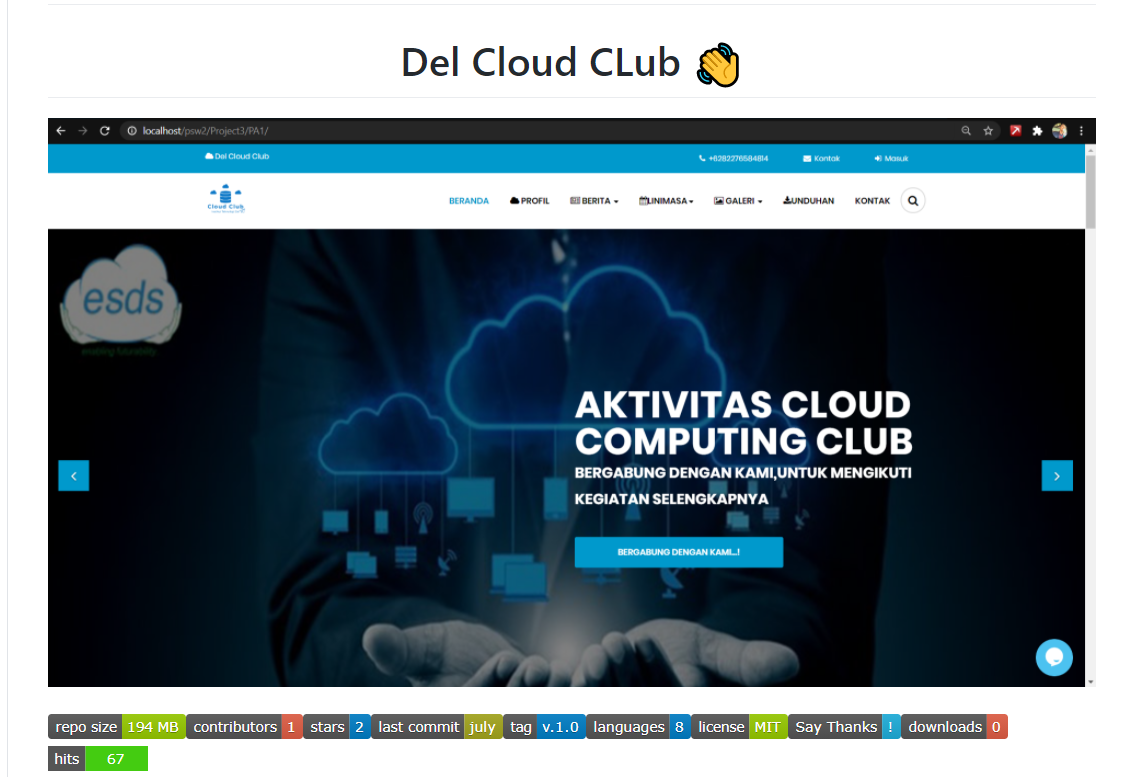 Del Cloud CLub
localhost/psw2/Project3/PA1/
Del Cloud Club +6282276584814 Kontak Masuk
Cloud Club
BERANDA PROFIL BERITA LINIMASA GALERI UNDUHAN KONTAK
esds
enabling futurability.
AKTIVITAS CLOUD
COMPUTING CLUB
BERGABUNG DENGAN KAMI,UNTUK MENGIKUTI
KEGIATAN SELENGKAPNYA
BERGABUNG DENGAN KAMI...!
repo size 194 MB contributors 1 stars 2 last commit july tag v.1.0 languages 8 license MIT Say Thanks ! downloads 0
hits 67